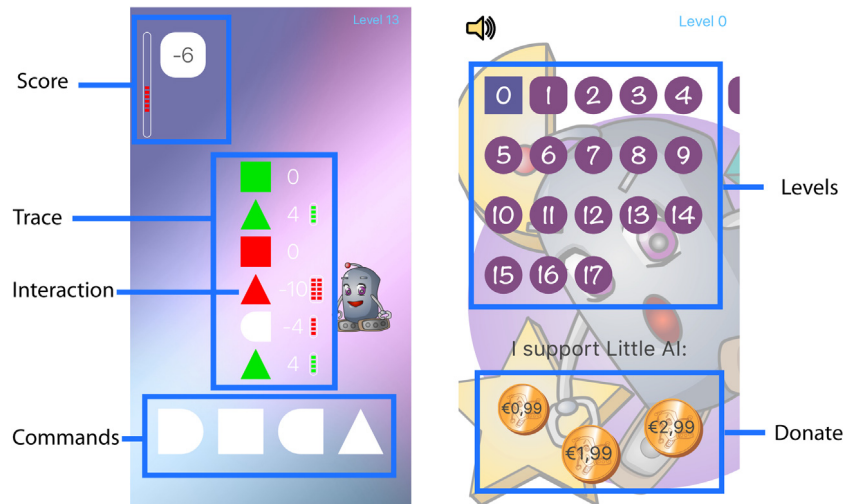 Level 13
-6
Score
0
Trace
4
0
Interaction
-10
-4
4
Commands
Level 0
0 1 2 3 4
5 6 7 8 9
10 11 12 13 14
15 16 17
Levels
I support Little AI:
€0,99
€1,99
€2,99
Donate